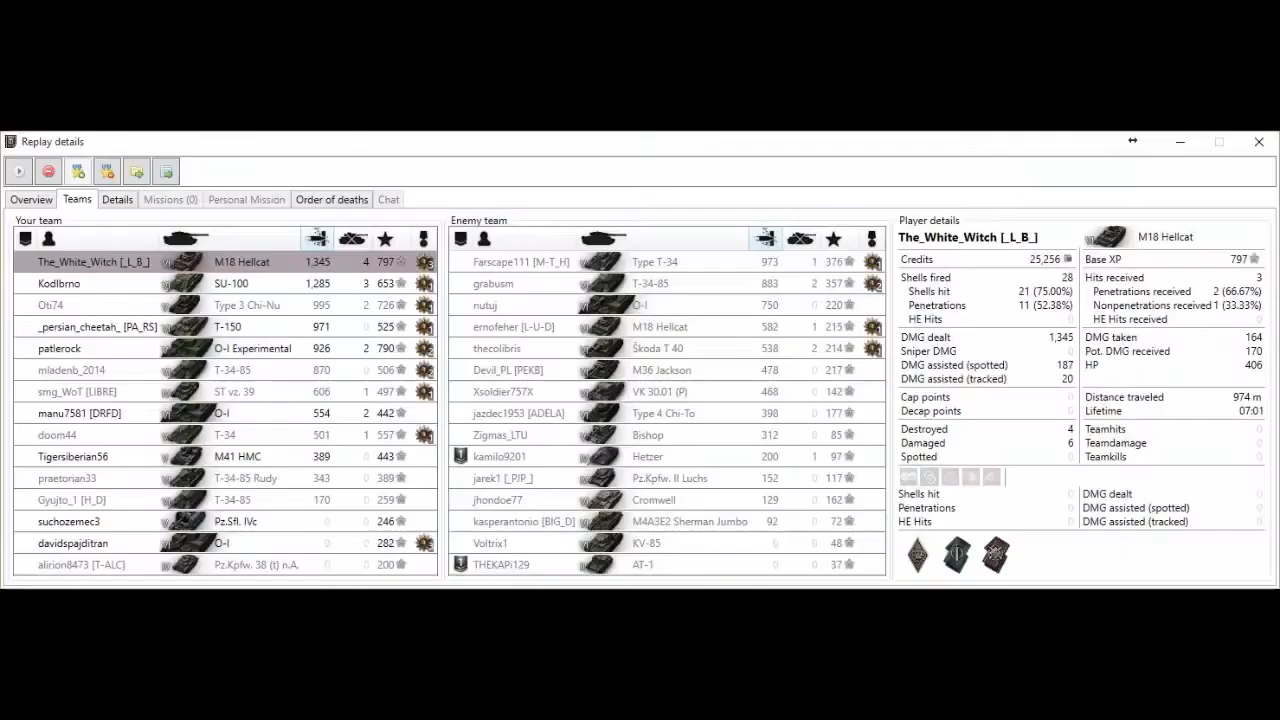 Replay details
Overview Teams Details Missions (0) Personal Mission Order of deaths Chat
Your team
The_White_Witch [_L_B_] M18 Hellcat 1,345 4 797
Kodlbrno SU-100 1,285 3 653
Oti74 Type 3 Chi-Nu 995 2 726
_persian_cheetah_ [PA_RS] T-150 971 0 525
patlerock O-I Experimental 926 2 790
mladenb_2014 T-34-85 870 0 506
smg_WoT [LIBRE] ST vz. 39 606 1 497
manu7581 [DRFD] O-I 554 2 442
doom44 T-34 501 1 557
Tigersiberian56 M41 HMC 389 0 443
praetorian33 T-34-85 Rudy 343 0 389
Gyujto_1 [H_D] T-34-85 170 0 259
suchozemec3 Pz.Sfl. IVc 0 0 246
davidspajditran O-I 0 0 282
alirion8473 [T-ALC] Pz.Kpfw. 38 (t) n.A. 0 0 200
Enemy team
Farscape111 [M-T_H] Type T-34 973 1 376
grabusm T-34-85 883 2 357
nutuj O-I 750 0 220
ernofeher [L-U-D] M18 Hellcat 582 1 215
thecolibris Škoda T 40 538 2 214
Devil_PL [PEKB] M36 Jackson 478 0 217
Xsoldier757X VK 30.01 (P) 468 0 142
jazdec1953 [ADELA] Type 4 Chi-To 398 0 177
Zigmas_LTU Bishop 312 0 85
kamilo9201 Hetzer 200 1 97
jarek1 [_PJP_] Pz.Kpfw. II Luchs 152 0 117
jhondoe77 Cromwell 129 0 162
kasperantonio [BIG_D] M4A3E2 Sherman Jumbo 92 0 72
Voltrix1 KV-85 0 0 48
THEKAPi129 AT-1 0 0 37
Player details
The_White_Witch [_L_B_] M18 Hellcat
Credits 25,256 Base XP 797
Shells fired 28 Hits received 3
Shells hit 21 (75.00%) Penetrations received 2 (66.67%)
Penetrations 11 (52.38%) Nonpenetrations received 1 (33.33%)
HE Hits 0 HE Hits received 0
DMG dealt 1,345 DMG taken 164
Sniper DMG 0 Pot. DMG received 170
DMG assisted (spotted) 187 HP 406
DMG assisted (tracked) 20
Cap points 0 Distance traveled 974 m
Decap points 0 Lifetime 07:01
Destroyed 4 Teamhits 0
Damaged 6 Teamdamage 0
Spotted 0 Teamkills 0
Shells hit 0 DMG dealt 0
Penetrations 0 DMG assisted (spotted) 0
HE Hits 0 DMG assisted (tracked) 0